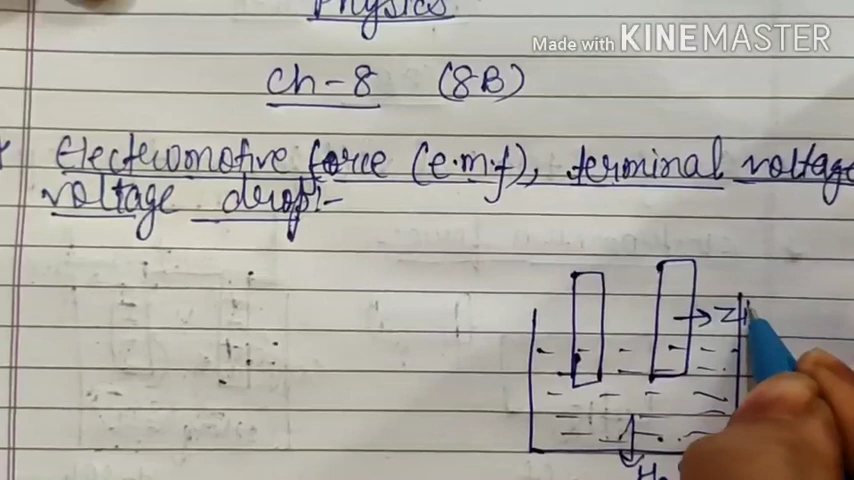 Physics
Made with KINEMASTER
Ch-8 (8B)
Electromotive force (e.m.f), terminal voltage
voltage drop:-